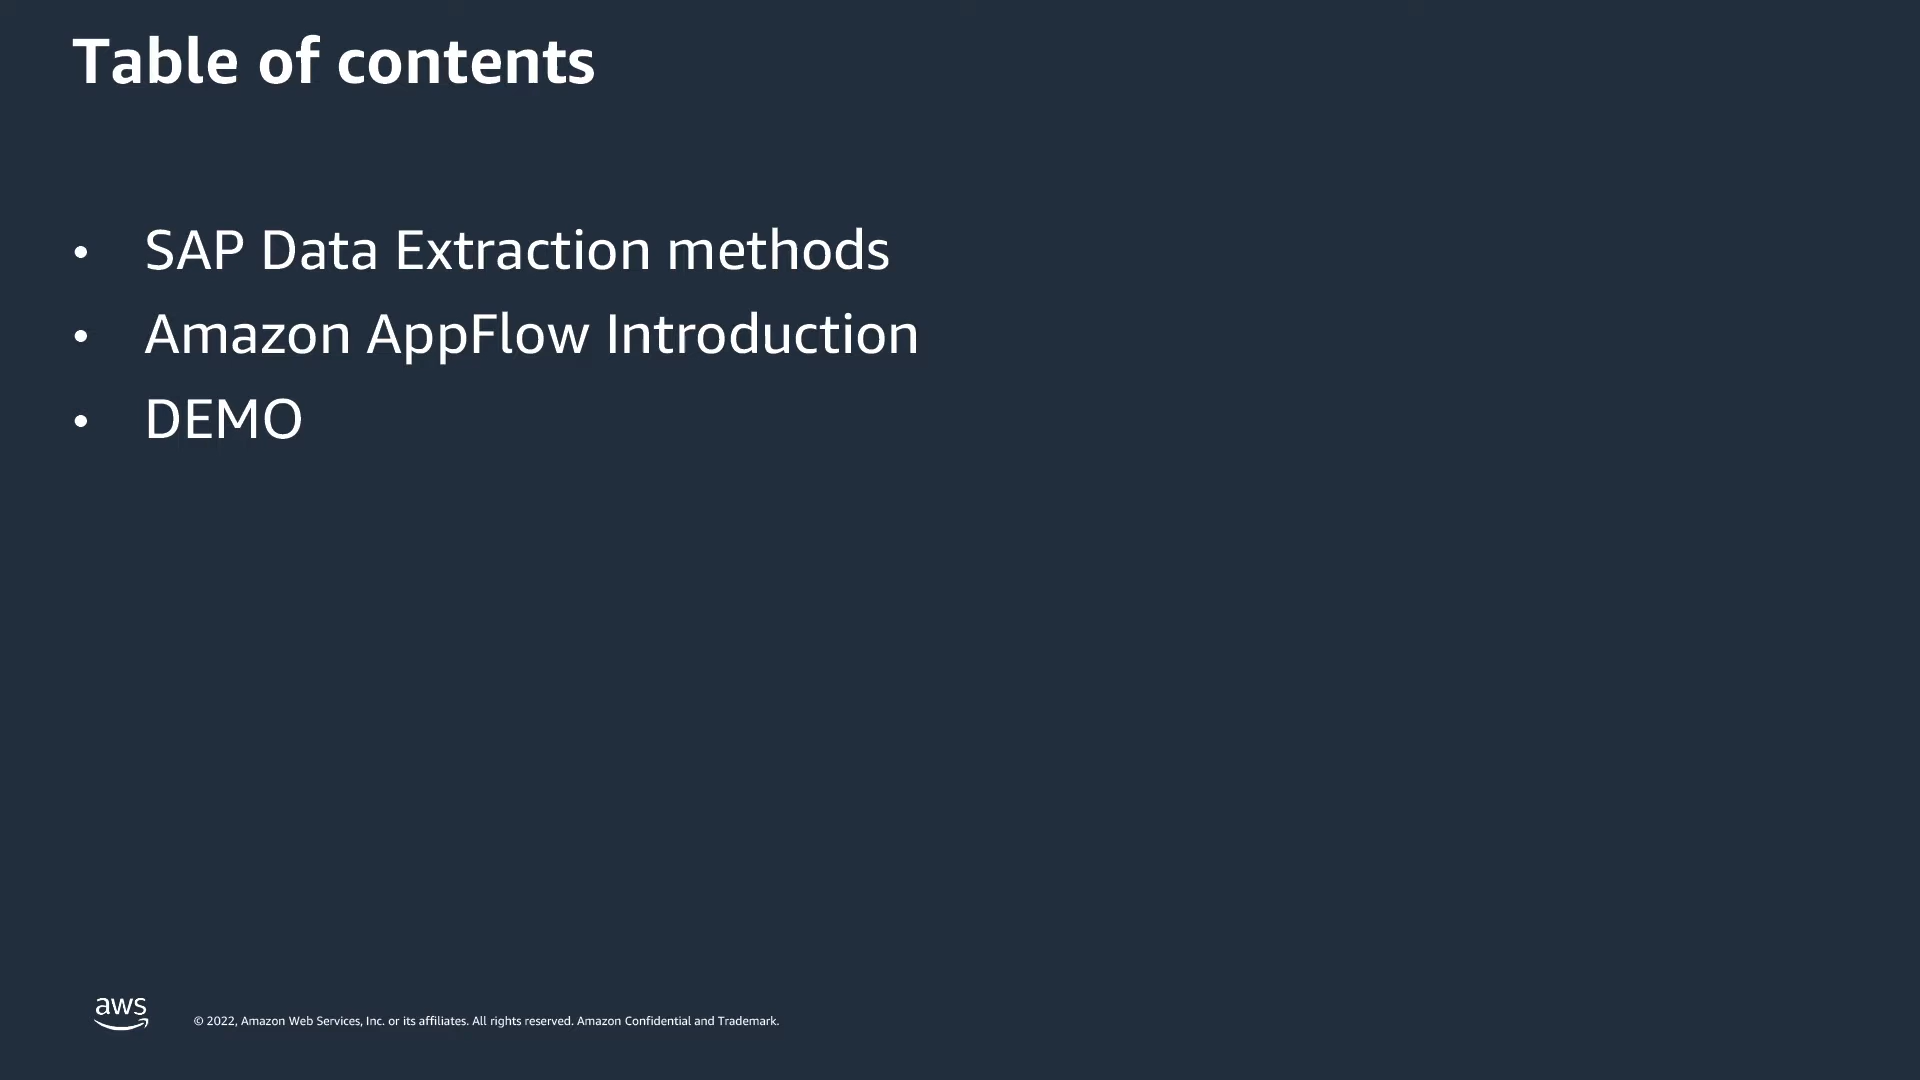 Table of contents
• SAP Data Extraction methods
• Amazon AppFlow Introduction
• DEMO
aws
© 2022, Amazon Web Services, Inc. or its affiliates. All rights reserved. Amazon Confidential and Trademark.